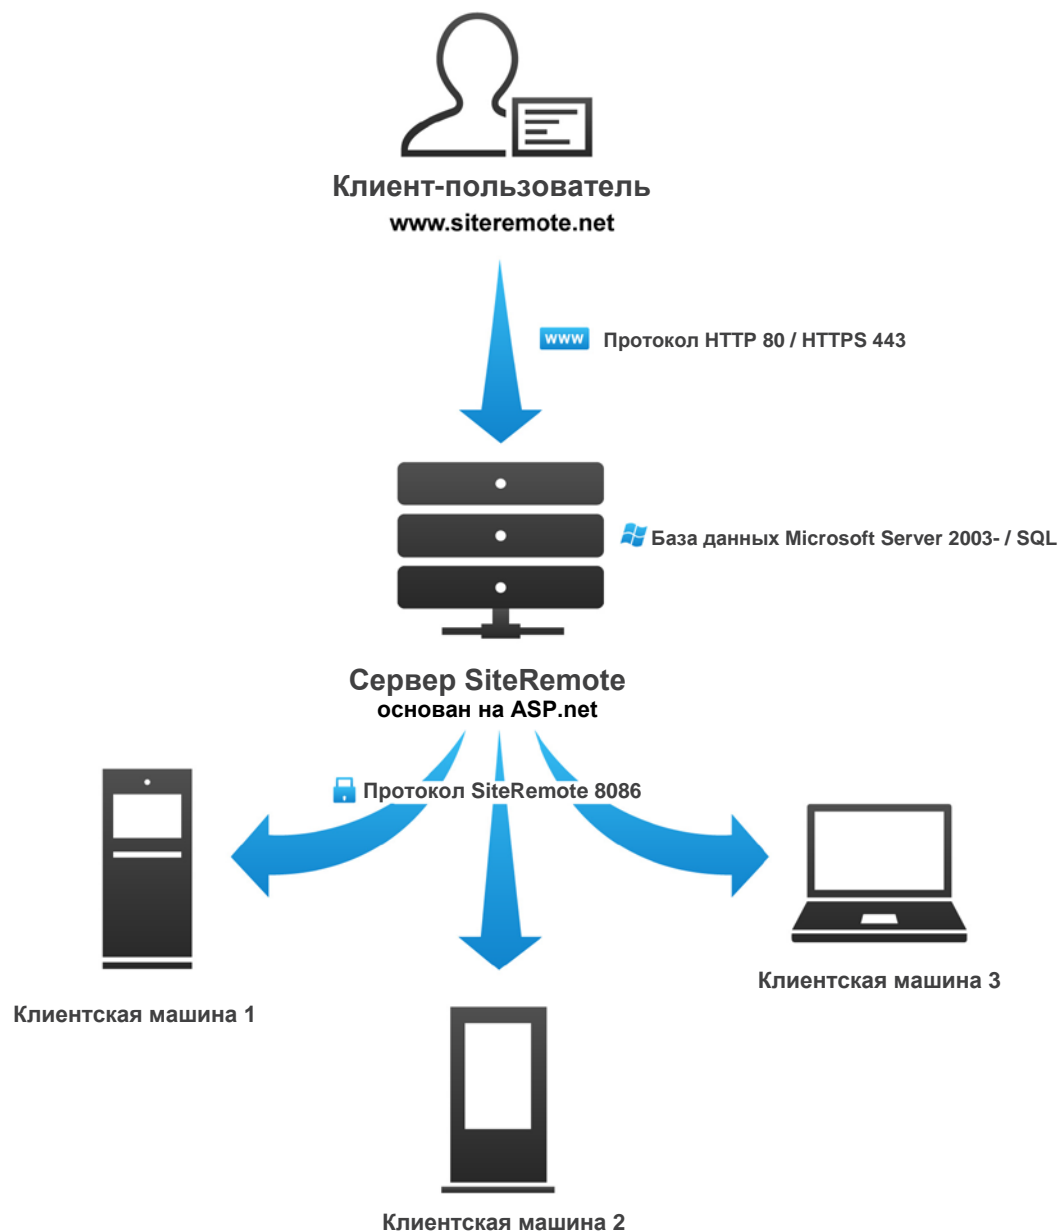 Клиент-пользователь
www.siteremote.net
www Протокол HTTP 80 / HTTPS 443
База данных Microsoft Server 2003- / SQL
Сервер SiteRemote
основан на ASP.net
Протокол SiteRemote 8086
Клиентская машина 3
Клиентская машина 1
Клиентская машина 2